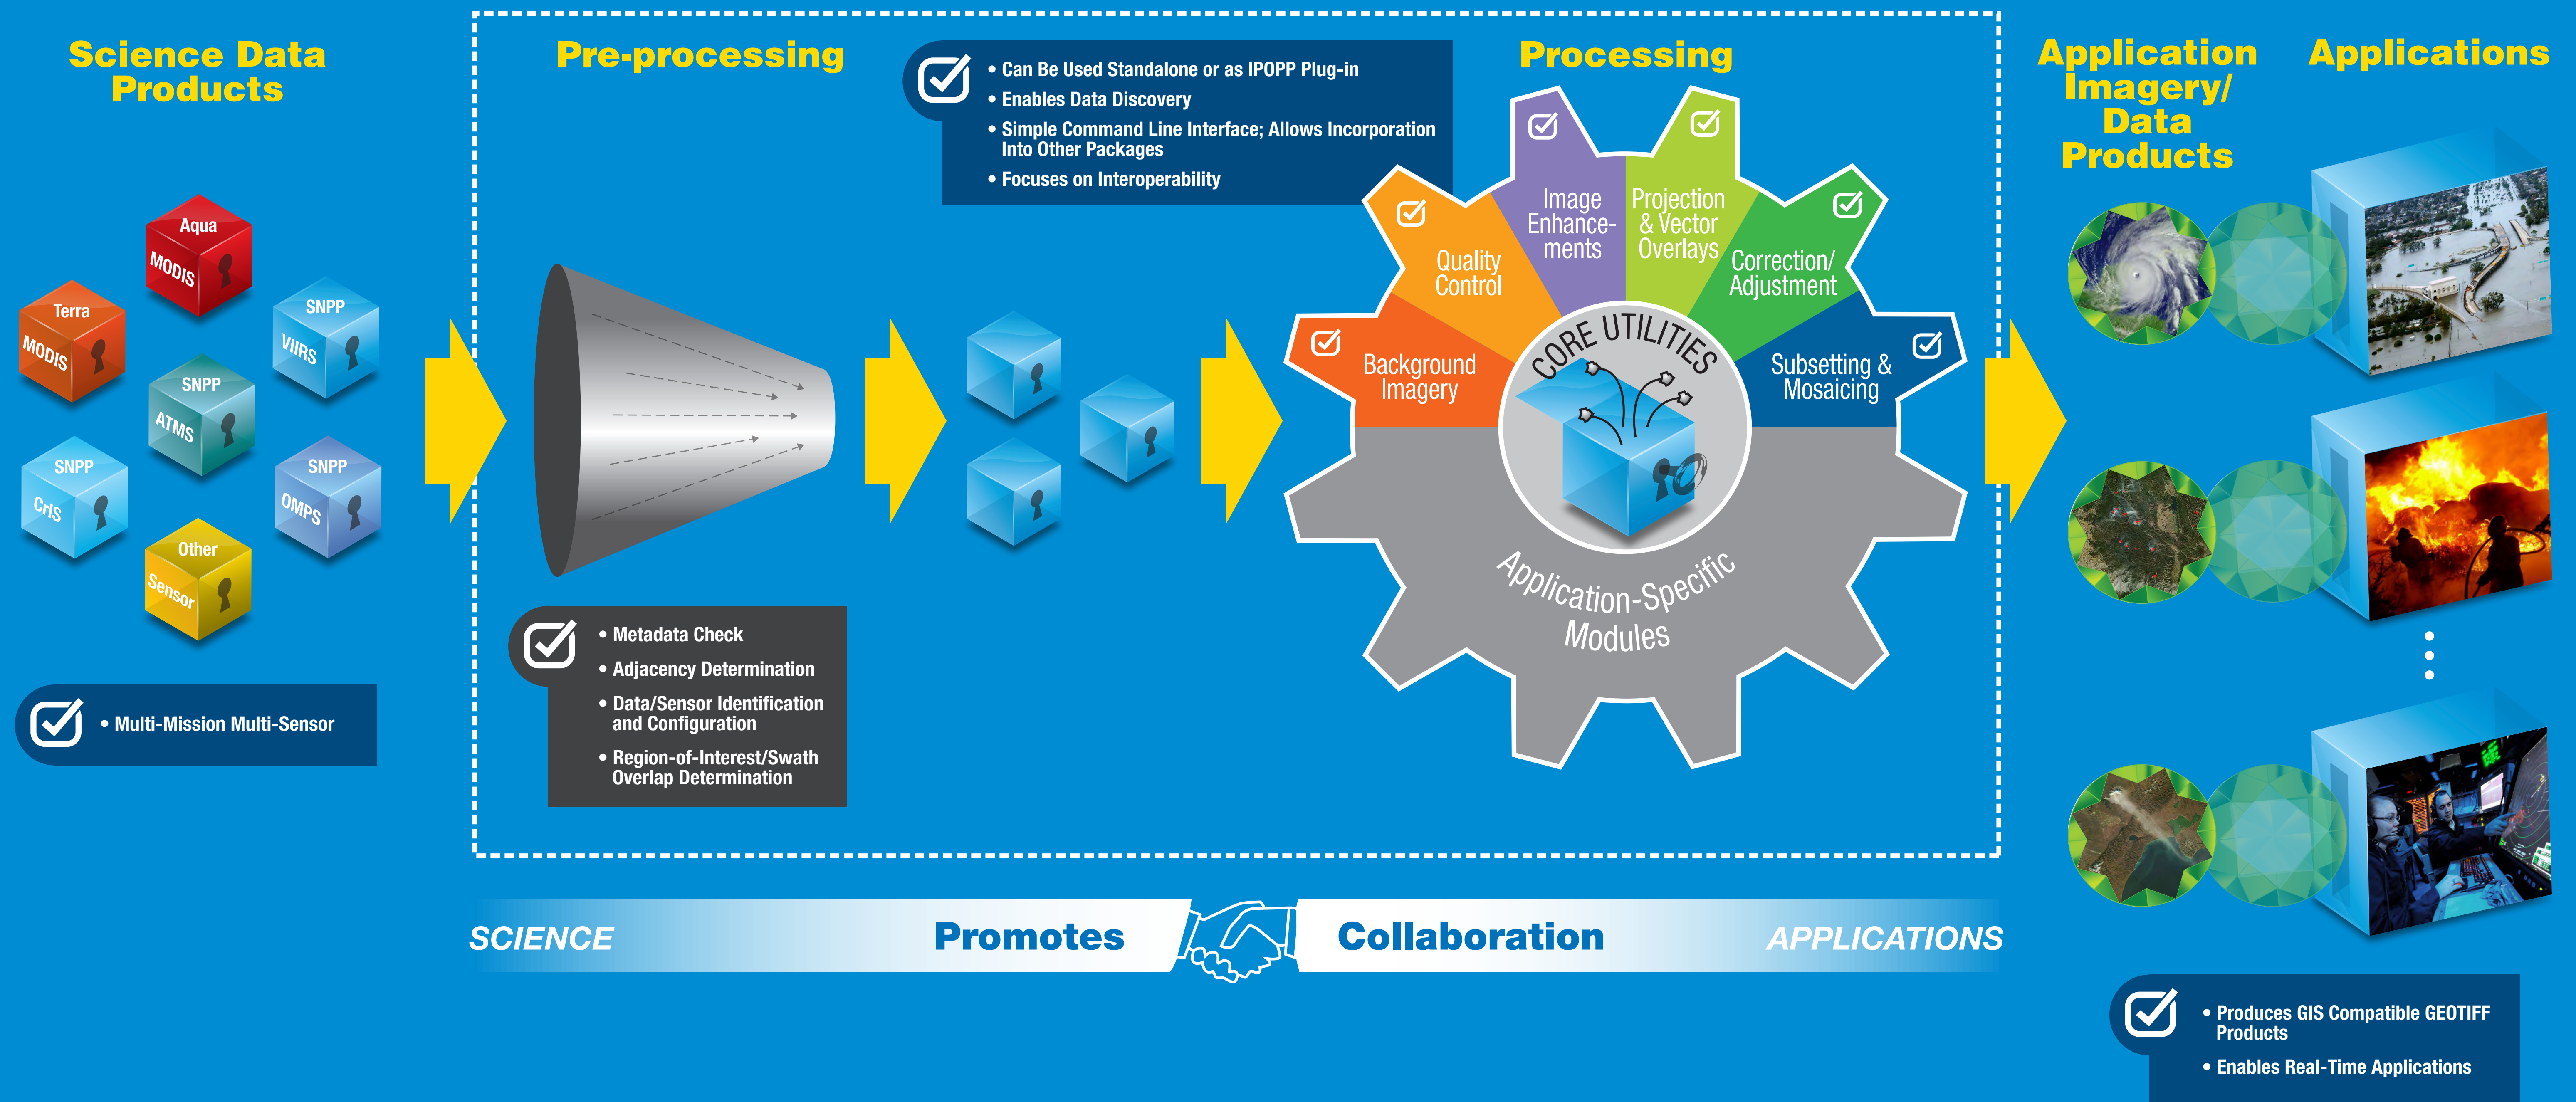 Science Data
Products
Aqua
MODIS
Terra
MODIS
SNPP
VIIRS
SNPP
ATMS
SNPP
CrIS
SNPP
OMPS
Other
Sensor
• Multi-Mission Multi-Sensor
Pre-processing
• Metadata Check
• Adjacency Determination
• Data/Sensor Identification
and Configuration
• Region-of-Interest/Swath
Overlap Determination
• Can Be Used Standalone or as IPOPP Plug-in
• Enables Data Discovery
• Simple Command Line Interface; Allows Incorporation
Into Other Packages
• Focuses on Interoperability
Processing
Background
Imagery
Quality
Control
Image
Enhance-
ments
Projection
& Vector
Overlays
Correction/
Adjustment
Subsetting &
Mosaicing
CORE UTILITIES
Application-Specific
Modules
Application
Imagery/
Data
Products
Applications
SCIENCE
Promotes
Collaboration
APPLICATIONS
• Produces GIS Compatible GEOTIFF
Products
• Enables Real-Time Applications